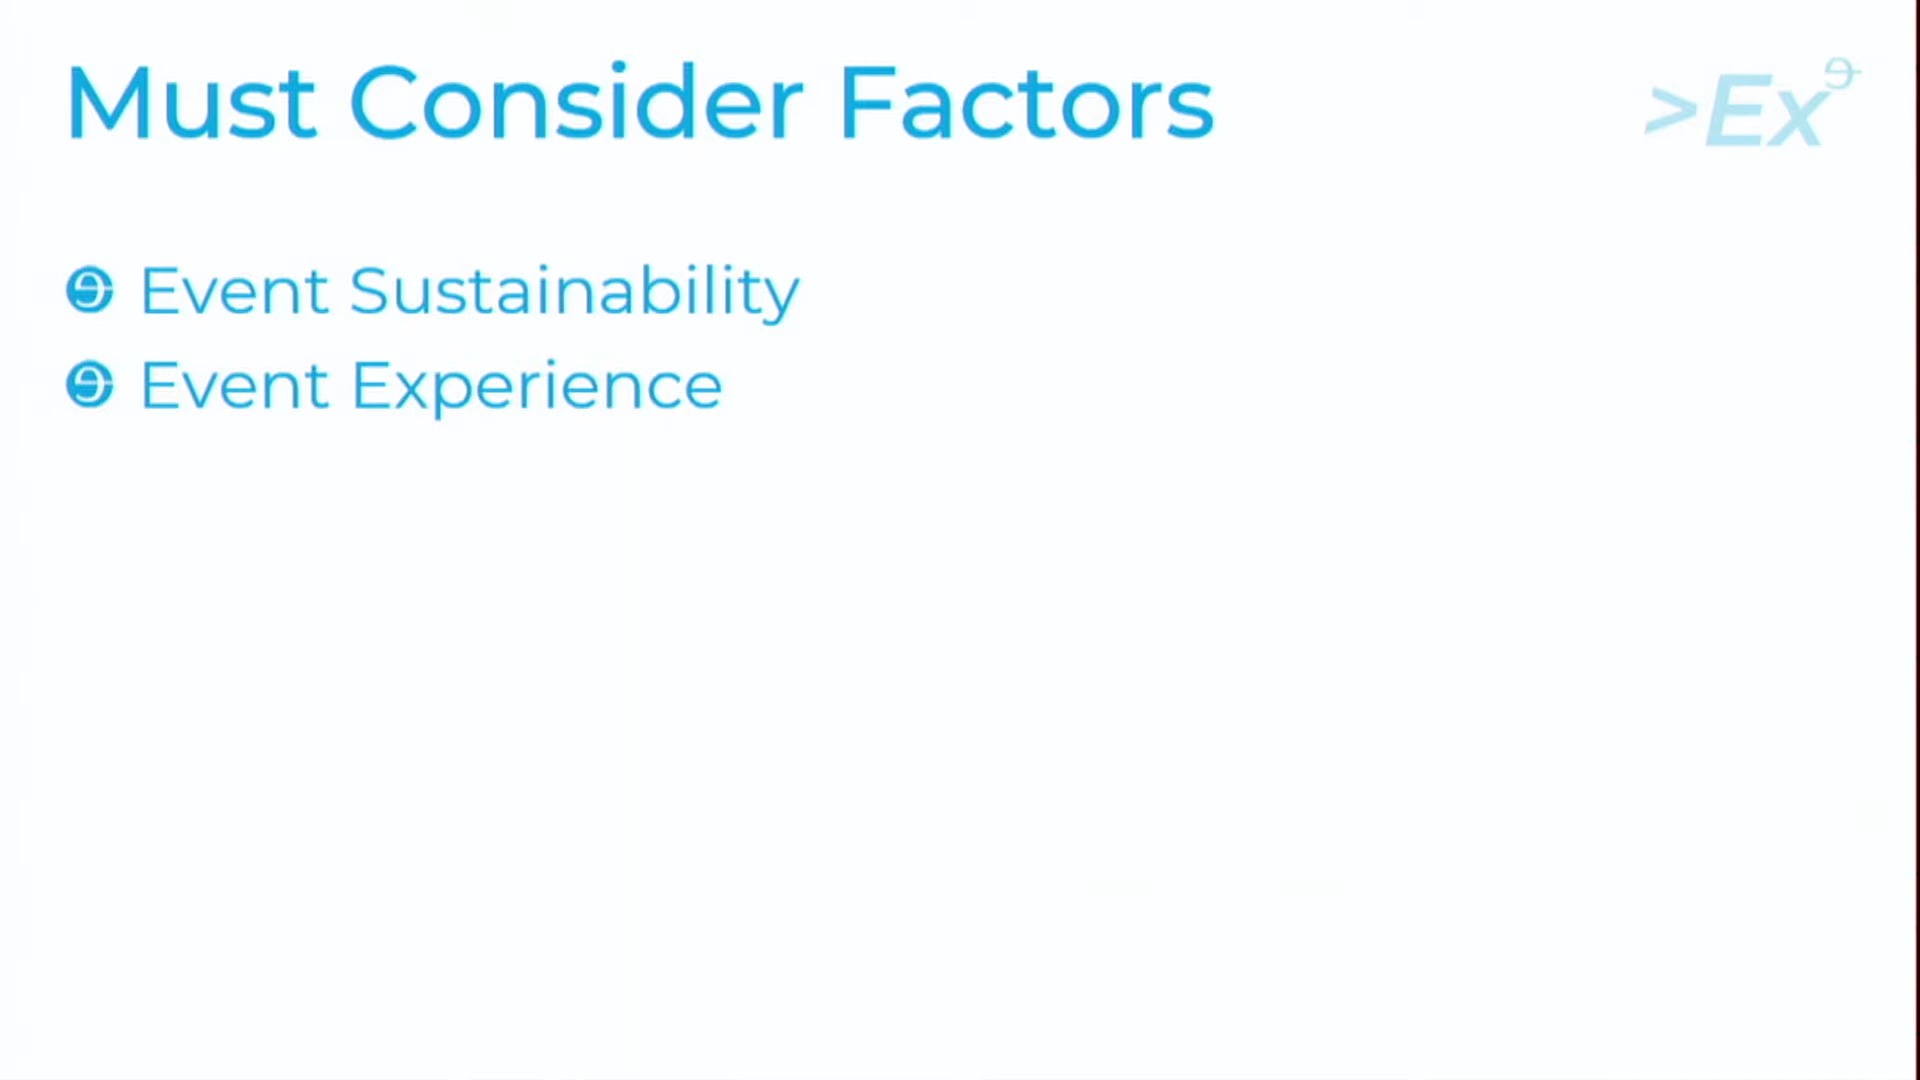 Must Consider Factors
>Ex
Event Sustainability
Event Experience